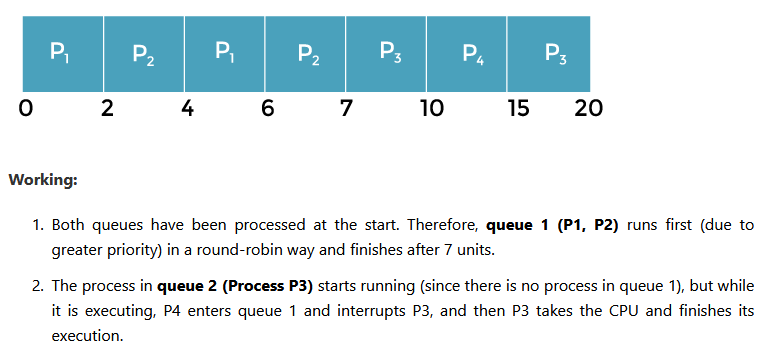 P₁ P₂ P₁ P₂ P₃ P₄ P₃
0 2 4 6 7 10 15 20
Working:
1. Both queues have been processed at the start. Therefore, queue 1 (P1, P2) runs first (due to
greater priority) in a round-robin way and finishes after 7 units.
2. The process in queue 2 (Process P3) starts running (since there is no process in queue 1), but while
it is executing, P4 enters queue 1 and interrupts P3, and then P3 takes the CPU and finishes its
execution.